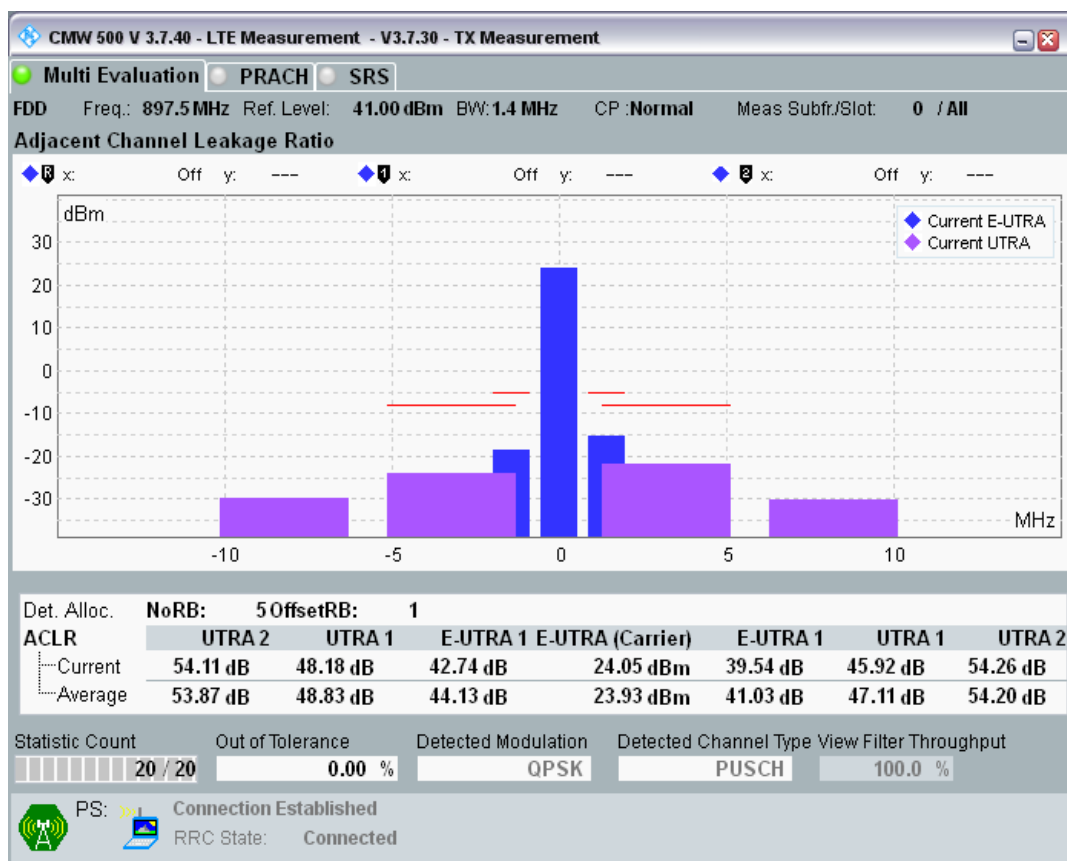 CMW 500 V 3.7.40 - LTE Measurement - V3.7.30 - TX Measurement
Multi Evaluation PRACH SRS
FDD Freq.: 897.5 MHz Ref. Level: 41.00 dBm BW: 1.4 MHz CP :Normal Meas Subfr./Slot: 0 / All
Adjacent Channel Leakage Ratio
R x: Off y: --- 1 x: Off y: --- 2 x: Off y: ---
dBm
Current E-UTRA
Current UTRA
30
20
10
0
-10
-20
-30
MHz
-10 -5 0 5 10
Det. Alloc. NoRB: 5 OffsetRB: 1
ACLR UTRA 2 UTRA 1 E-UTRA 1 E-UTRA (Carrier) E-UTRA 1 UTRA 1 UTRA 2
Current 54.11 dB 48.18 dB 42.74 dB 24.05 dBm 39.54 dB 45.92 dB 54.26 dB
Average 53.87 dB 48.83 dB 44.13 dB 23.93 dBm 41.03 dB 47.11 dB 54.20 dB
Statistic Count Out of Tolerance Detected Modulation Detected Channel Type View Filter Throughput
20 / 20 0.00 % QPSK PUSCH 100.0 %
PS: Connection Established
RRC State: Connected